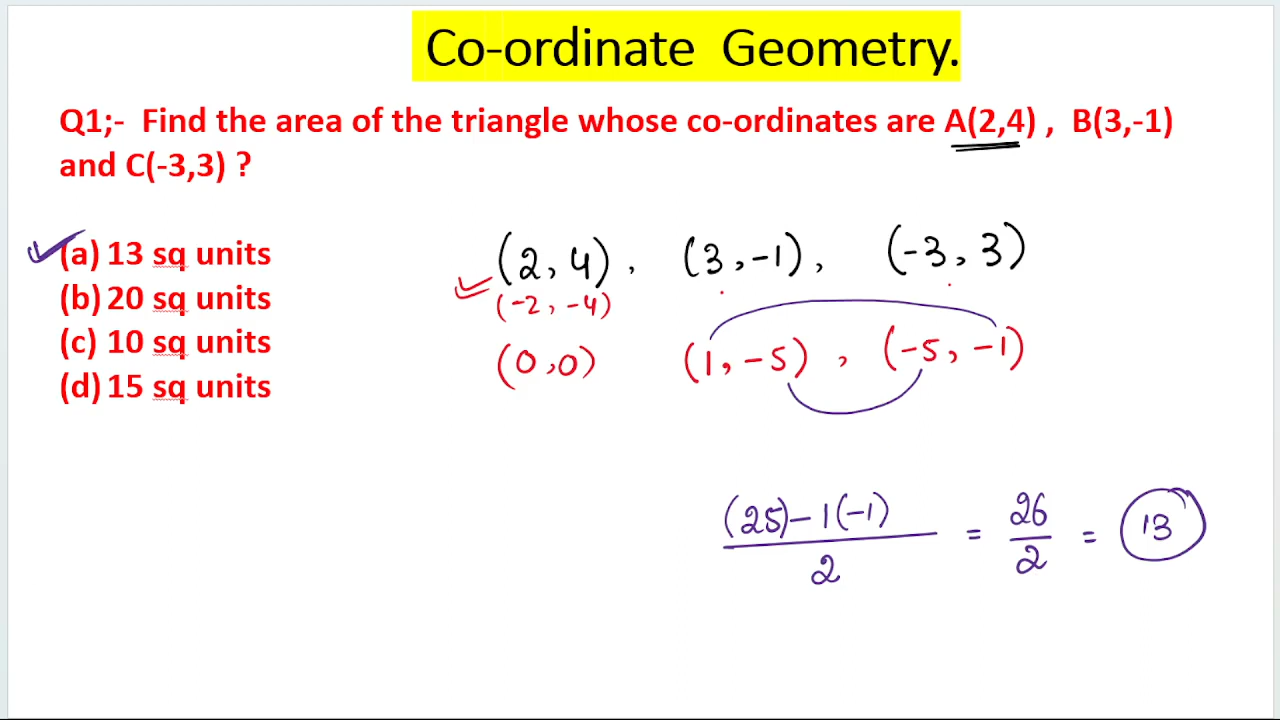 Co-ordinate Geometry.
Q1;- Find the area of the triangle whose co-ordinates are A(2,4) , B(3,-1)
and C(-3,3) ?
(a) 13 sq units
(b) 20 sq units
(c) 10 sq units
(d) 15 sq units
(2, 4), (3, -1), (-3, 3)
(-2, -4)
(0,0) (1, -5) , (-5, -1)
(25)-1(-1) / 2 = 26 / 2 = 13